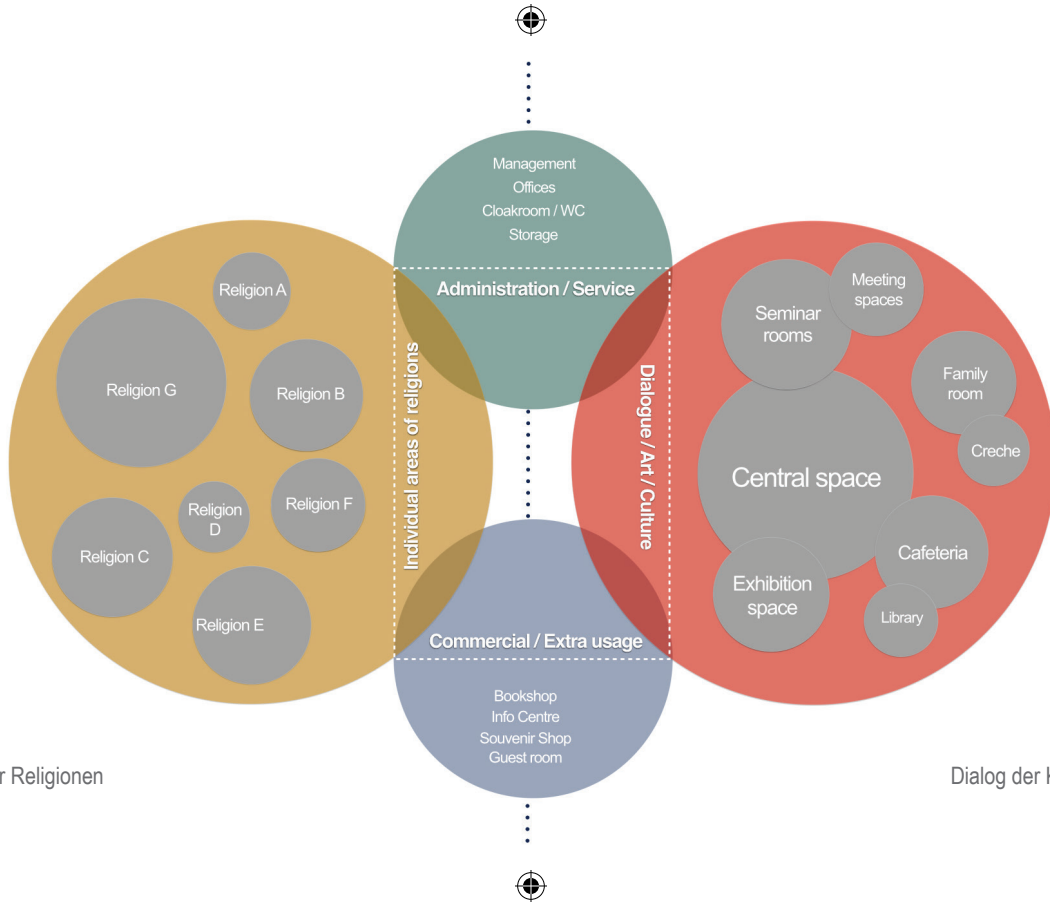 Management
Offices
Cloakroom / WC
Storage
Administration / Service
Individual areas of religions
Religion A
Religion G
Religion B
Religion F
Religion
D
Religion C
Religion E
Dialogue / Art / Culture
Meeting
spaces
Seminar
rooms
Family
room
Creche
Central space
Cafeteria
Exhibition
space
Library
Commercial / Extra usage
Bookshop
Info Centre
Souvenir Shop
Guest room
Religionen
Dialog der